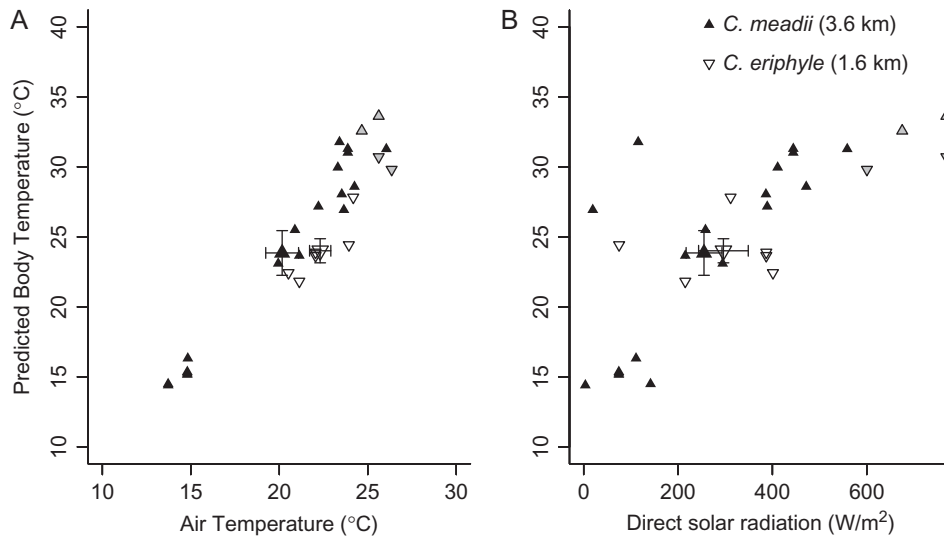 A
B
40
35
30
25
20
15
10
Predicted Body Temperature (°C)
10 15 20 25 30
Air Temperature (°C)
C. meadii (3.6 km)
C. eriphyle (1.6 km)
40
35
30
25
20
15
10
0 200 400 600
Direct solar radiation (W/m²)